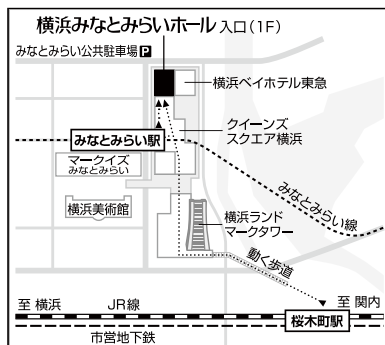 横浜みなとみらいホール 入口(1F)
みなとみらい公共駐車場 P
横浜ベイホテル東急
クイーンズ
スクエア横浜
みなとみらい駅
マークイズ
みなとみらい
みなとみらい線
横浜美術館
横浜ランド
マークタワー
動く歩道
至 横浜
JR線
至 関内
桜木町駅
市営地下鉄